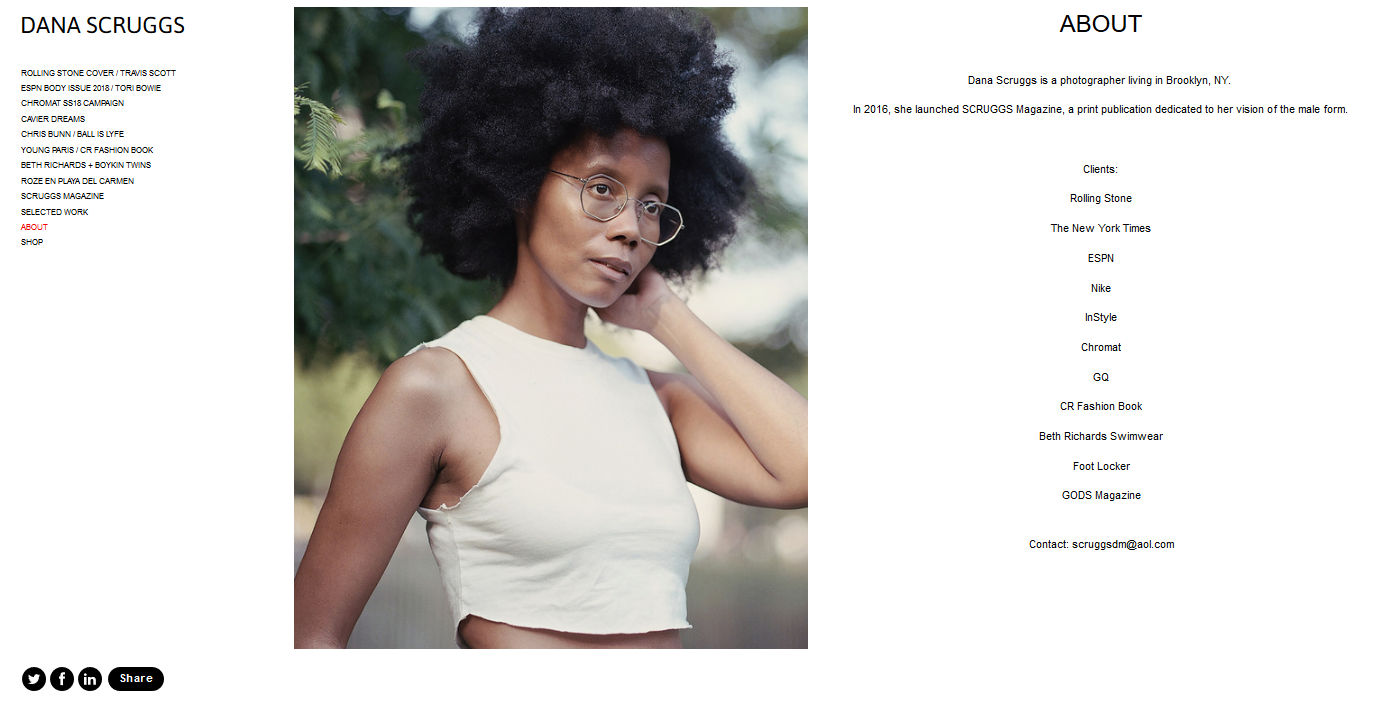 DANA SCRUGGS
ROLLING STONE COVER / TRAVIS SCOTT
ESPN BODY ISSUE 2018 / TORI BOWIE
CHROMAT SS18 CAMPAIGN
CAVIER DREAMS
CHRIS BUNN / BALL IS LYFE
YOUNG PARIS / CR FASHION BOOK
BETH RICHARDS + BOYKIN TWINS
ROZE EN PLAYA DEL CARMEN
SCRUGGS MAGAZINE
SELECTED WORK
ABOUT
SHOP
Share
ABOUT
Dana Scruggs is a photographer living in Brooklyn, NY.
In 2016, she launched SCRUGGS Magazine, a print publication dedicated to her vision of the male form.
Clients:
Rolling Stone
The New York Times
ESPN
Nike
InStyle
Chromat
GQ
CR Fashion Book
Beth Richards Swimwear
Foot Locker
GODS Magazine
Contact: scruggsdm@aol.com